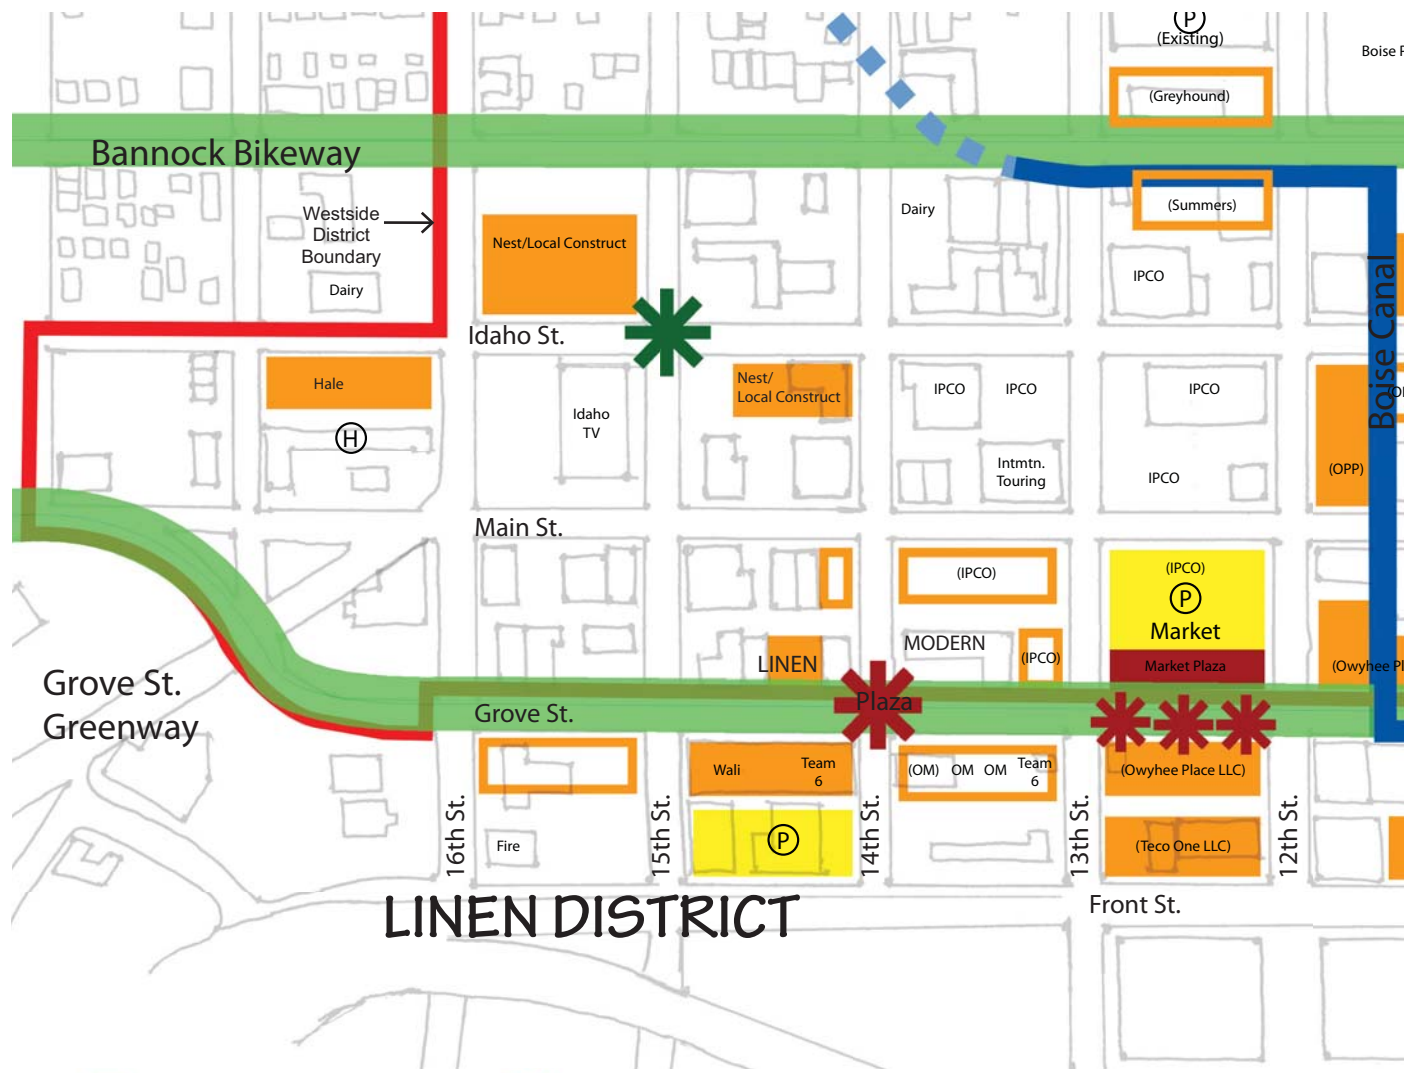 P
(Existing)
Boise P
(Greyhound)
Bannock Bikeway
Westside
District
Boundary
Dairy
Nest/Local Construct
Dairy
(Summers)
IPCO
Boise Canal
Idaho St.
Hale
H
Idaho
TV
Nest/
Local Construct
IPCO
IPCO
IPCO
Intmtn.
Touring
IPCO
(OPP)
Main St.
(IPCO)
(IPCO)
P
Market
LINEN
MODERN
(IPCO)
Market Plaza
(Owyhee Pl
Grove St.
Greenway
Grove St.
Plaza
Wali
Team
6
(OM)
OM
OM
Team
6
(Owyhee Place LLC)
16th St.
15th St.
14th St.
13th St.
12th St.
Fire
P
(Teco One LLC)
LINEN DISTRICT
Front St.